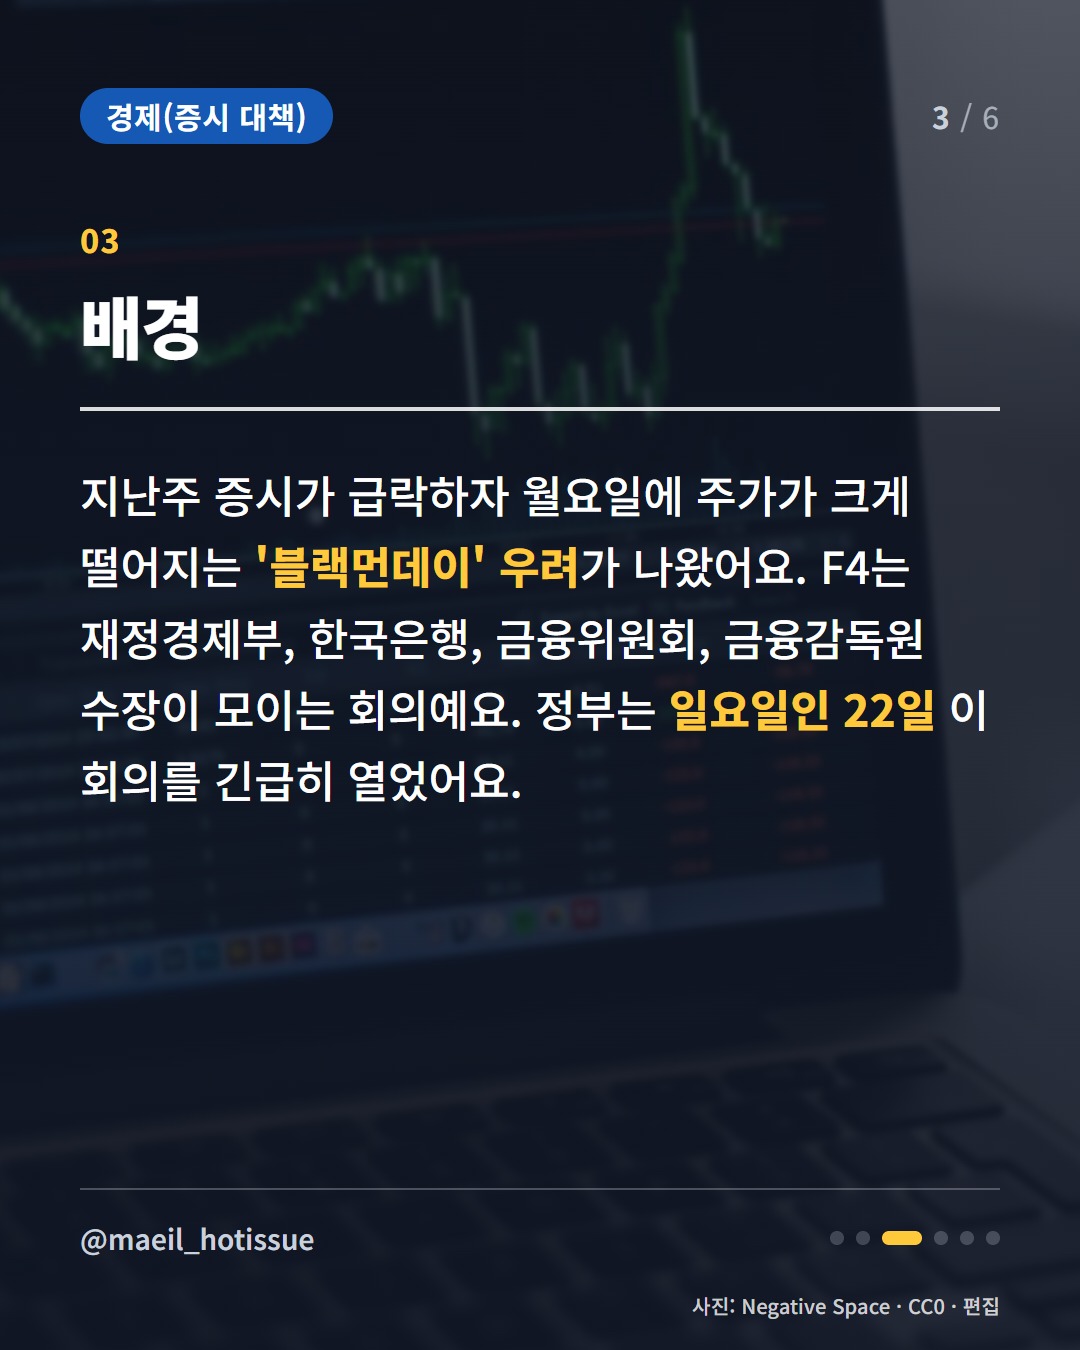 경제(증시 대책)
3 / 6
03
배경
지난주 증시가 급락하자 월요일에 주가가 크게
떨어지는 '블랙먼데이' 우려가 나왔어요. F4는
재정경제부, 한국은행, 금융위원회, 금융감독원
수장이 모이는 회의예요. 정부는 일요일인 22일 이
회의를 긴급히 열었어요.
@maeil_hotissue
사진: Negative Space · CC0 · 편집